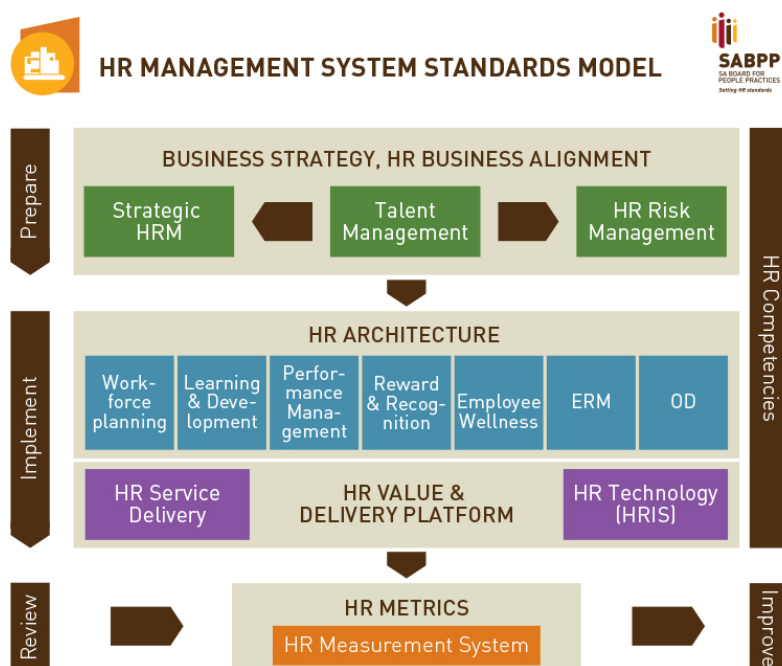 HR MANAGEMENT SYSTEM STANDARDS MODEL
SABPP
SA BOARD FOR
PEOPLE PRACTICES
Setting HR standards
Prepare
BUSINESS STRATEGY, HR BUSINESS ALIGNMENT
Strategic
HRM
Talent
Management
HR Risk
Management
HR Competencies
Implement
HR ARCHITECTURE
Work-
force
planning
Learning
& Deve-
lopment
Perfor-
mance
Mana-
gement
Reward
& Recog-
nition
Employee
Wellness
ERM
OD
HR Service
Delivery
HR VALUE &
DELIVERY PLATFORM
HR Technology
(HRIS)
Review
HR METRICS
HR Measurement System
Improve